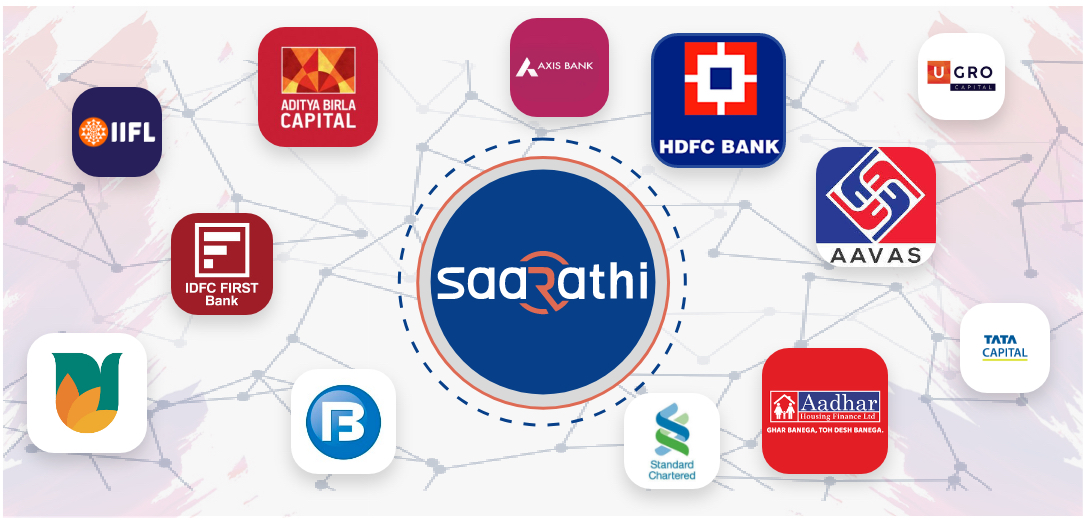 IIFL
ADITYA BIRLA
CAPITAL
AXIS BANK
HDFC BANK
U GRO
CAPITAL
AAVAS
IDFC FIRST
Bank
saaRathi
TATA
CAPITAL
B
Standard
Chartered
Aadhar
Housing Finance Ltd
GHAR BANEGA, TOH DESH BANEGA.